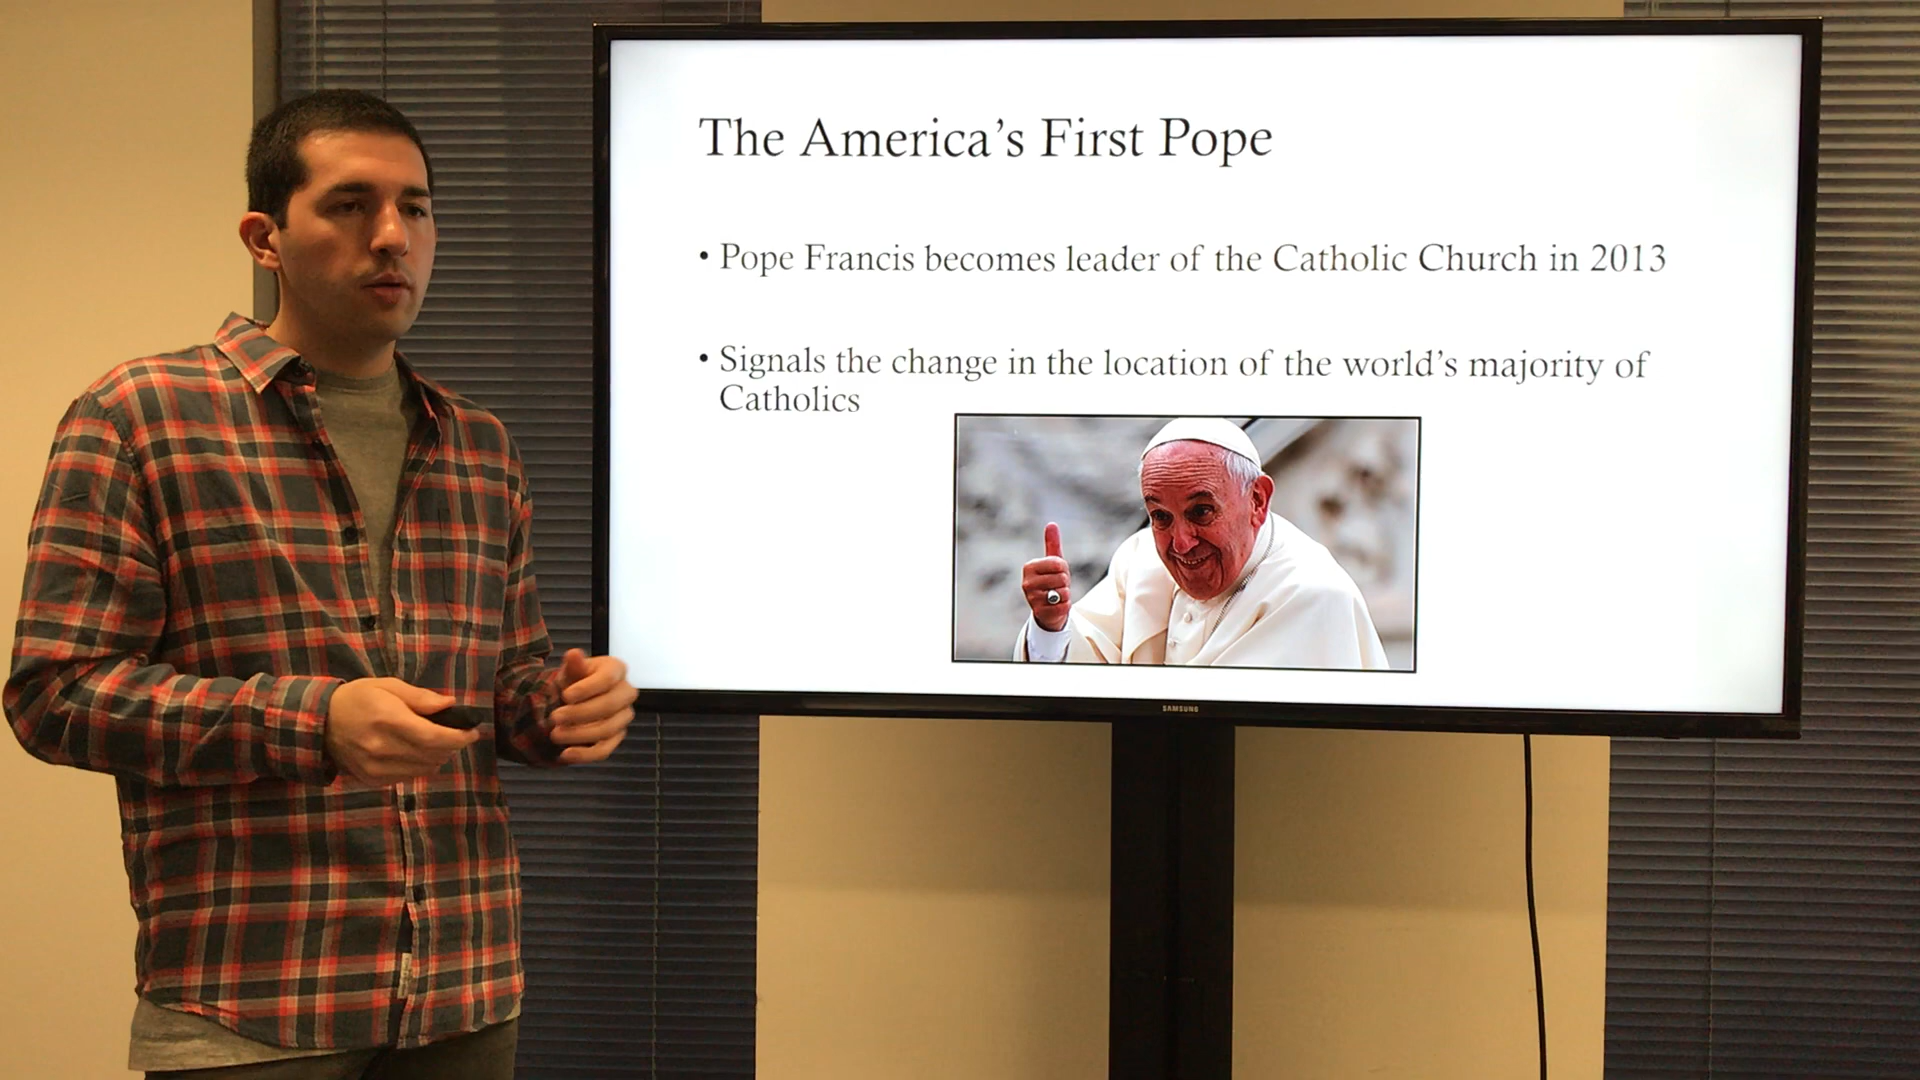 The America’s First Pope
• Pope Francis becomes leader of the Catholic Church in 2013
• Signals the change in the location of the world’s majority of
Catholics
SAMSUNG